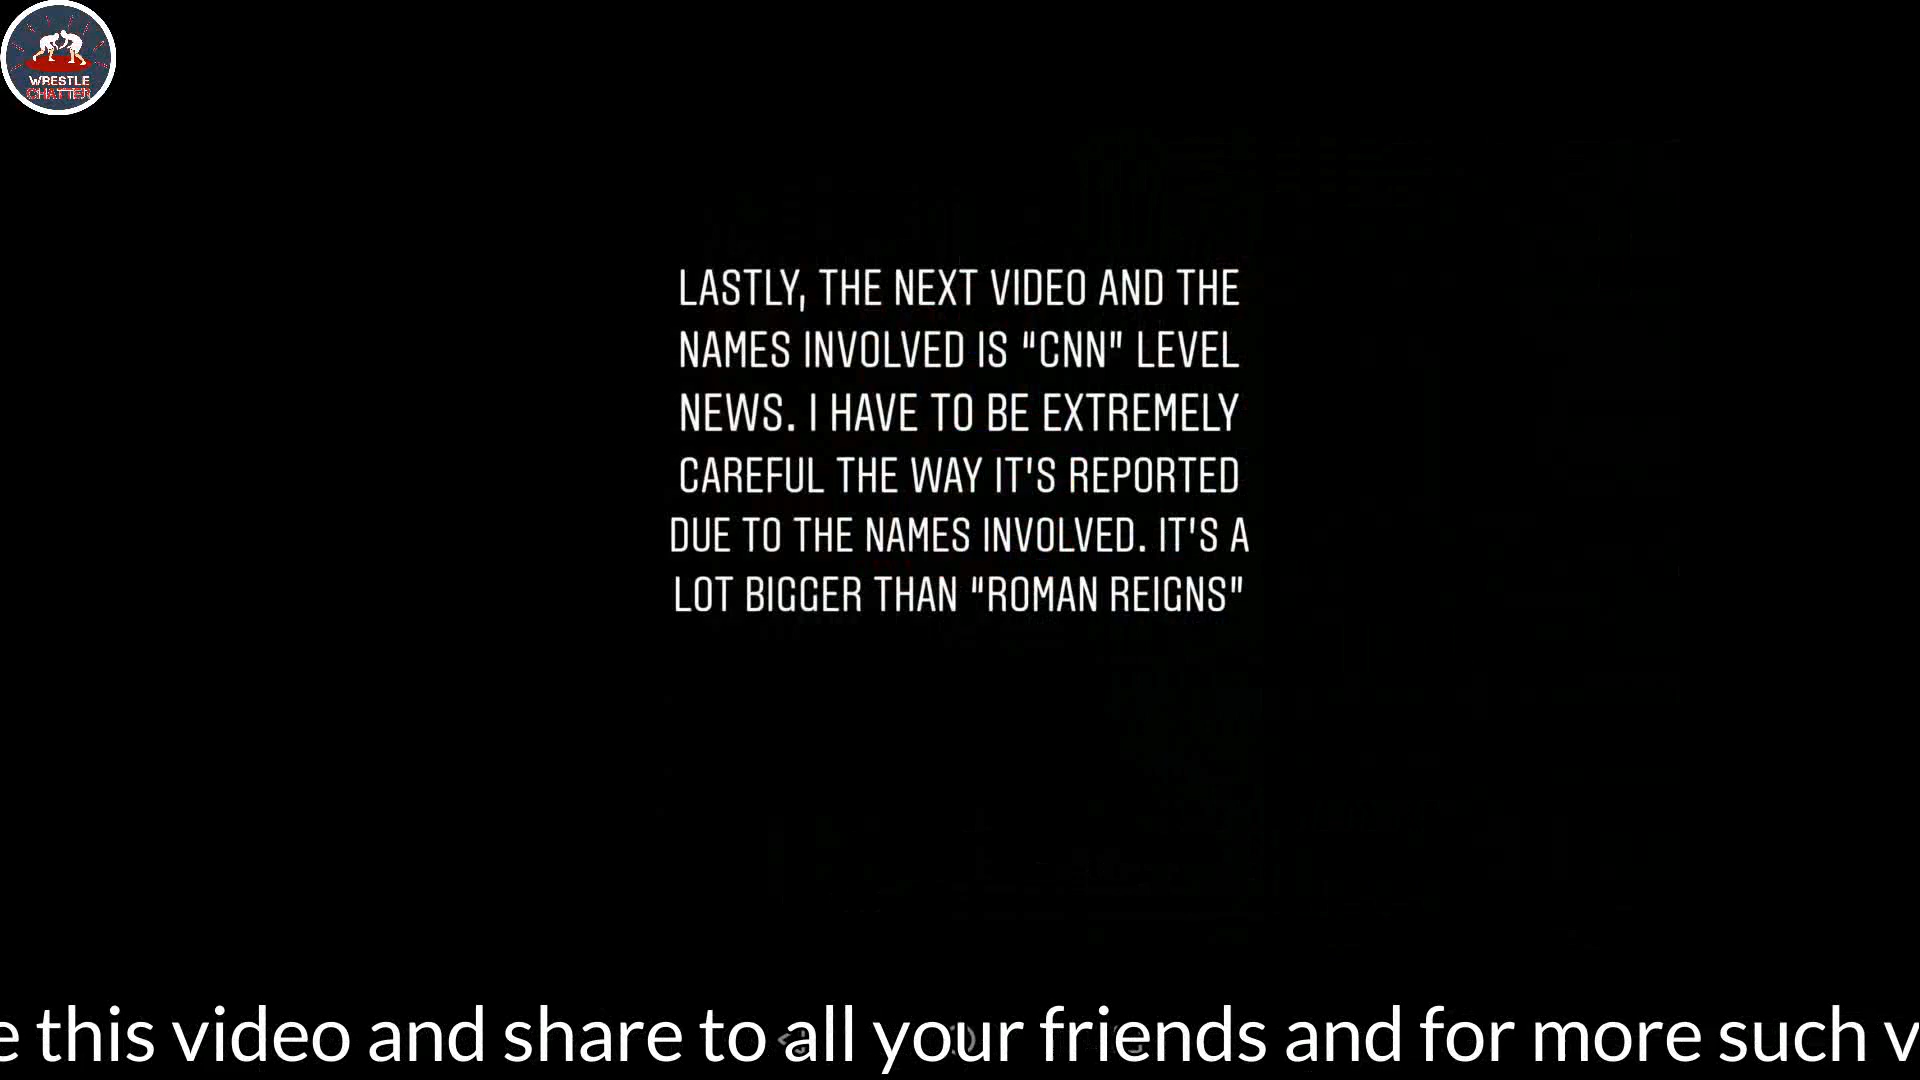 WRESTLE
CHATTER
LASTLY, THE NEXT VIDEO AND THE
NAMES INVOLVED IS "CNN" LEVEL
NEWS. I HAVE TO BE EXTREMELY
CAREFUL THE WAY IT'S REPORTED
DUE TO THE NAMES INVOLVED. IT'S A
LOT BIGGER THAN "ROMAN REIGNS"
e this video and share to all your friends and for more such v